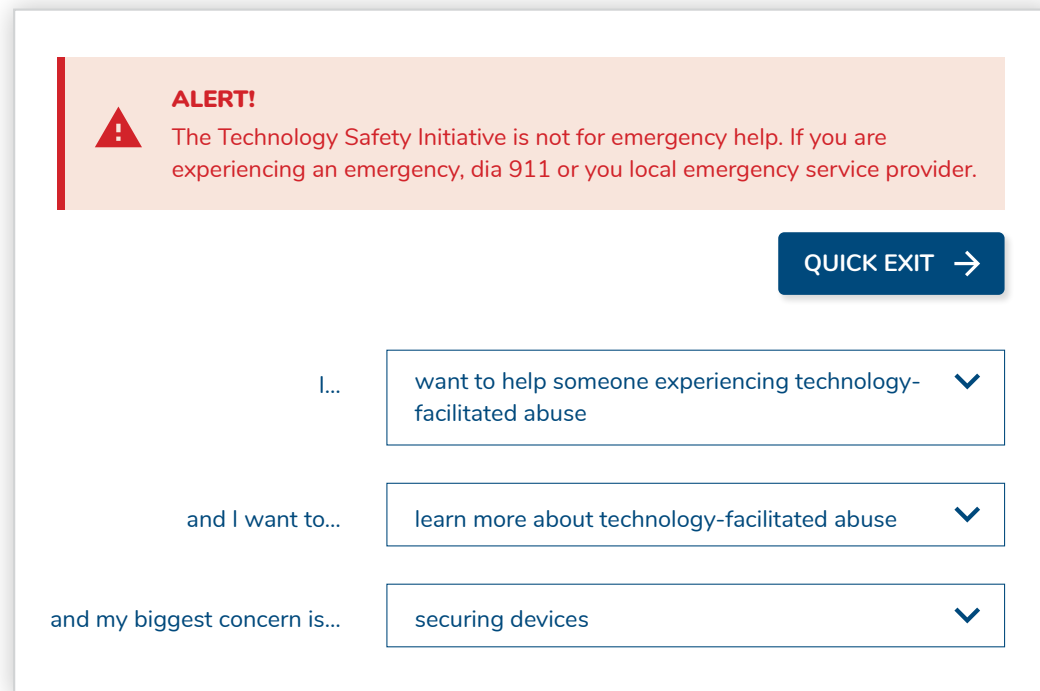 ALERT!
The Technology Safety Initiative is not for emergency help. If you are
experiencing an emergency, dia 911 or you local emergency service provider.
QUICK EXIT
I...
want to help someone experiencing technology-
facilitated abuse
and I want to...
learn more about technology-facilitated abuse
and my biggest concern is...
securing devices